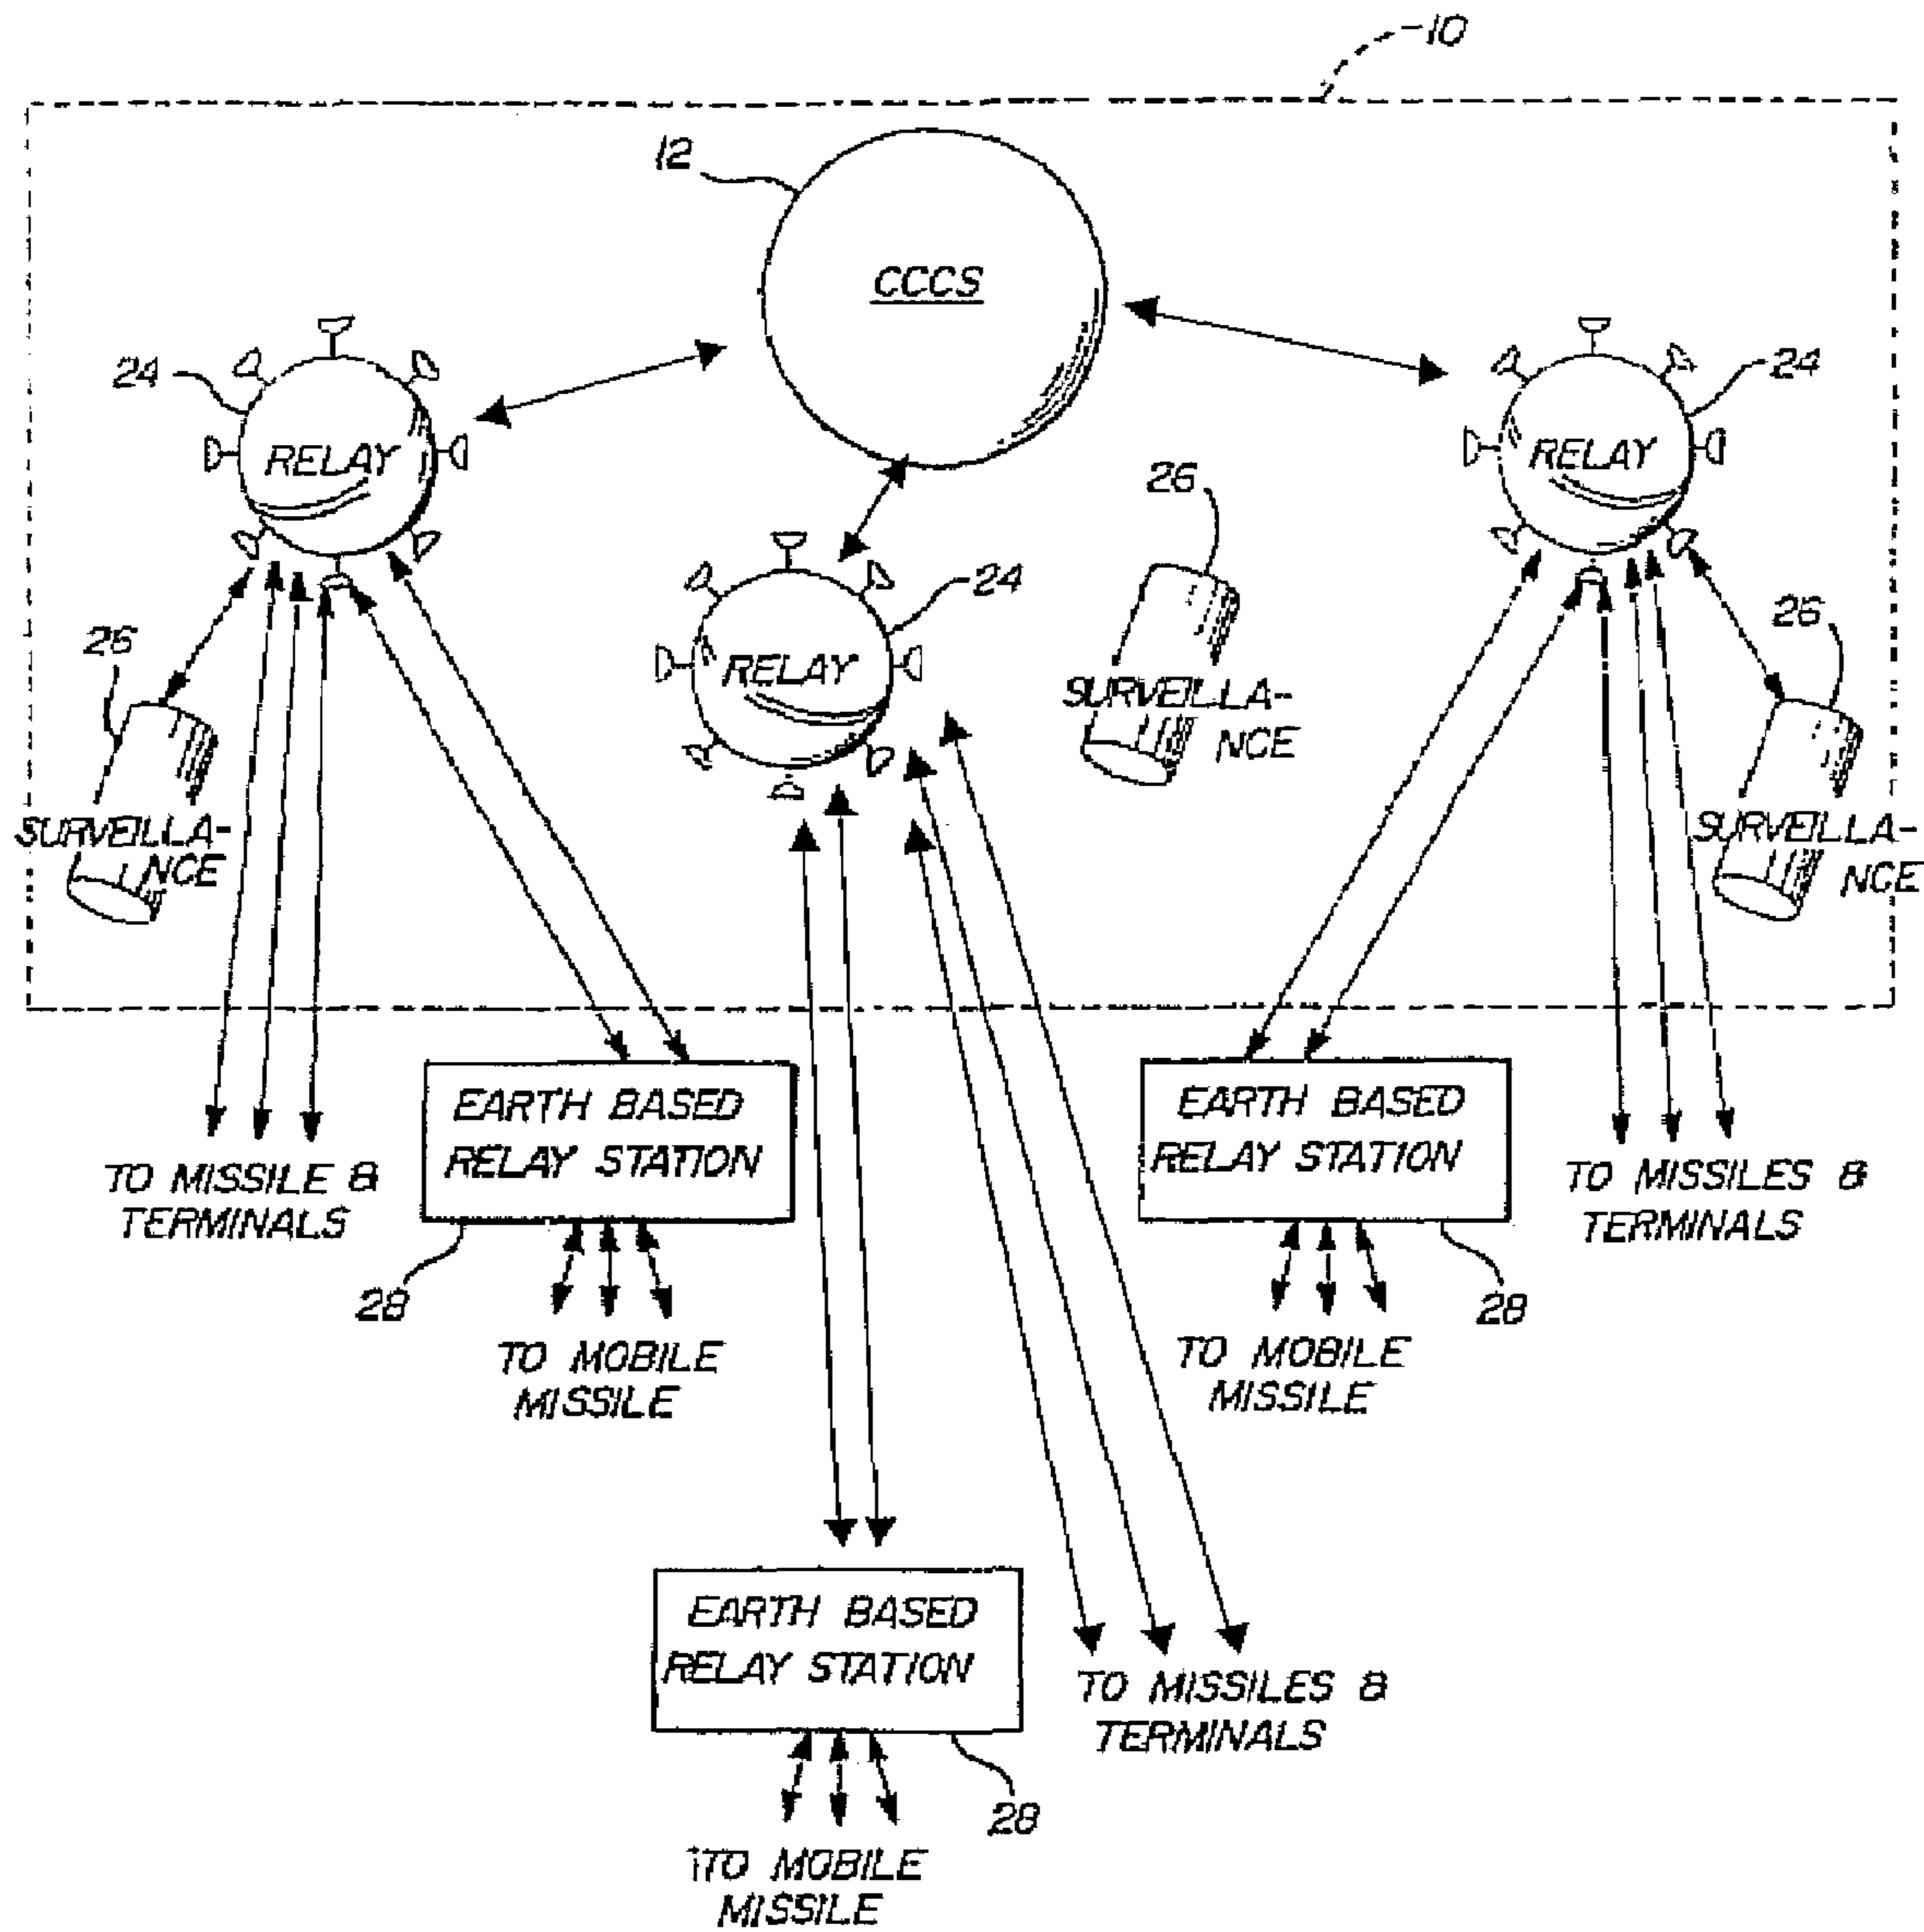 10
12
CCCS
24
RELAY
24
RELAY
26
24
RELAY
26
SURVEILLA-
NCE
26
SURVEILLA-
NCE
SURVEILLA-
NCE
EARTH BASED
RELAY STATION
EARTH BASED
RELAY STATION
TO MISSILE &
TERMINALS
TO MISSILES &
TERMINALS
28
28
TO MOBILE
MISSILE
TO MOBILE
MISSILE
EARTH BASED
RELAY STATION
TO MISSILES &
TERMINALS
28
TO MOBILE
MISSILE